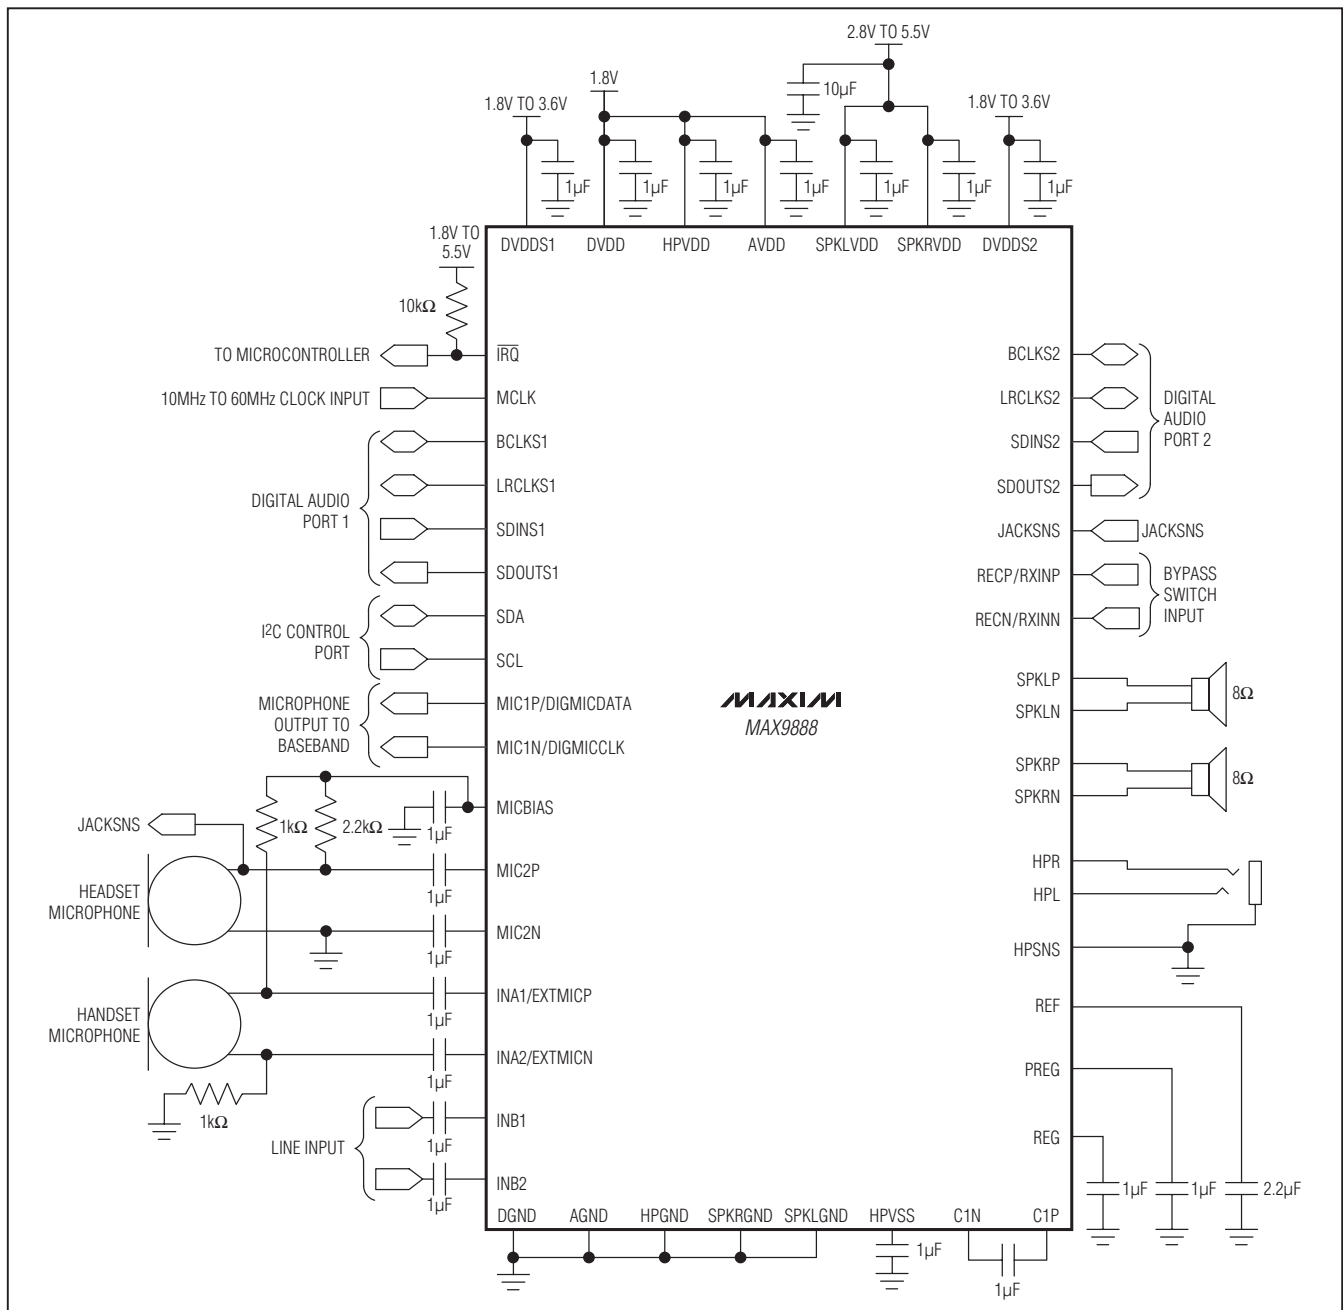 2.8V TO 5.5V
1.8V
10µF
1.8V TO 3.6V
1.8V TO 3.6V
1µF
1µF
1µF
1µF
1µF
1µF
1µF
1.8V TO
5.5V
DVDDS1
DVDD
HPVDD
AVDD
SPKLVDD
SPKRVDD
DVDDS2
10kΩ
TO MICROCONTROLLER
IRQ
10MHz TO 60MHz CLOCK INPUT
MCLK
DIGITAL AUDIO
PORT 1
BCLKS1
LRCLKS1
SDINS1
SDOUTS1
I²C CONTROL
PORT
SDA
SCL
MICROPHONE
OUTPUT TO
BASEBAND
MIC1P/DIGMICDATA
MIC1N/DIGMICCLK
MICBIAS
1µF
JACKSNS
1kΩ
2.2kΩ
HEADSET
MICROPHONE
MIC2P
1µF
MIC2N
1µF
HANDSET
MICROPHONE
INA1/EXTMICP
1µF
INA2/EXTMICN
1µF
1kΩ
LINE INPUT
INB1
1µF
INB2
1µF
MAXIM
MAX9888
BCLKS2
LRCLKS2
SDINS2
SDOUTS2
DIGITAL
AUDIO
PORT 2
JACKSNS
JACKSNS
RECP/RXINP
RECN/RXINN
BYPASS
SWITCH
INPUT
SPKLP
SPKLN
8Ω
SPKRP
SPKRN
8Ω
HPR
HPL
HPSNS
REF
PREG
REG
1µF
1µF
2.2µF
DGND
AGND
HPGND
SPKRGND
SPKLGND
HPVSS
C1N
C1P
1µF
1µF